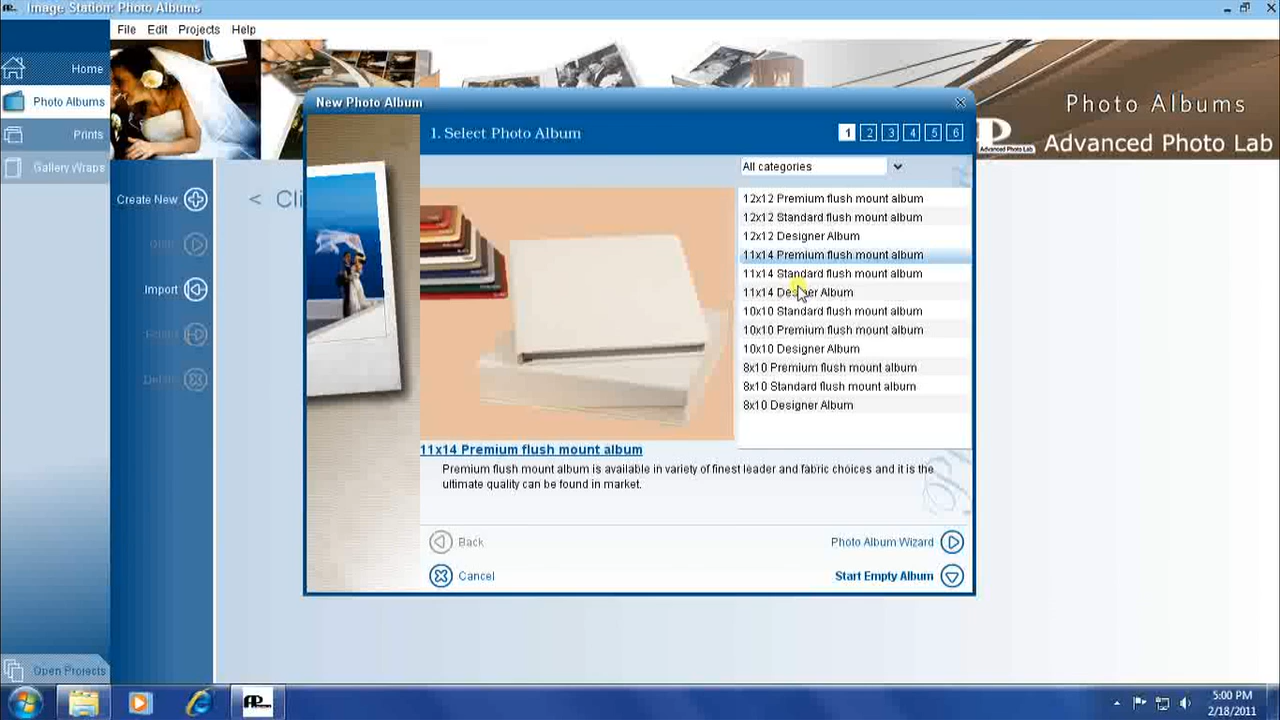 Image Station: Photo Albums
File Edit Projects Help
Home
Photo Albums
Prints
Gallery Wraps
Photo Albums
Advanced Photo Lab
Advanced Photo Lab
New Photo Album
1. Select Photo Album
1 2 3 4 5 6
All categories
Create New
< Cli
Import
12x12 Premium flush mount album
12x12 Standard flush mount album
12x12 Designer Album
11x14 Premium flush mount album
11x14 Standard flush mount album
11x14 Designer Album
10x10 Standard flush mount album
10x10 Premium flush mount album
10x10 Designer Album
8x10 Premium flush mount album
8x10 Standard flush mount album
8x10 Designer Album
11x14 Premium flush mount album
Premium flush mount album is available in variety of finest leader and fabric choices and it is the
ultimate quality can be found in market.
Back
Photo Album Wizard
Cancel
Start Empty Album
Open Projects
5:00 PM
2/18/2011